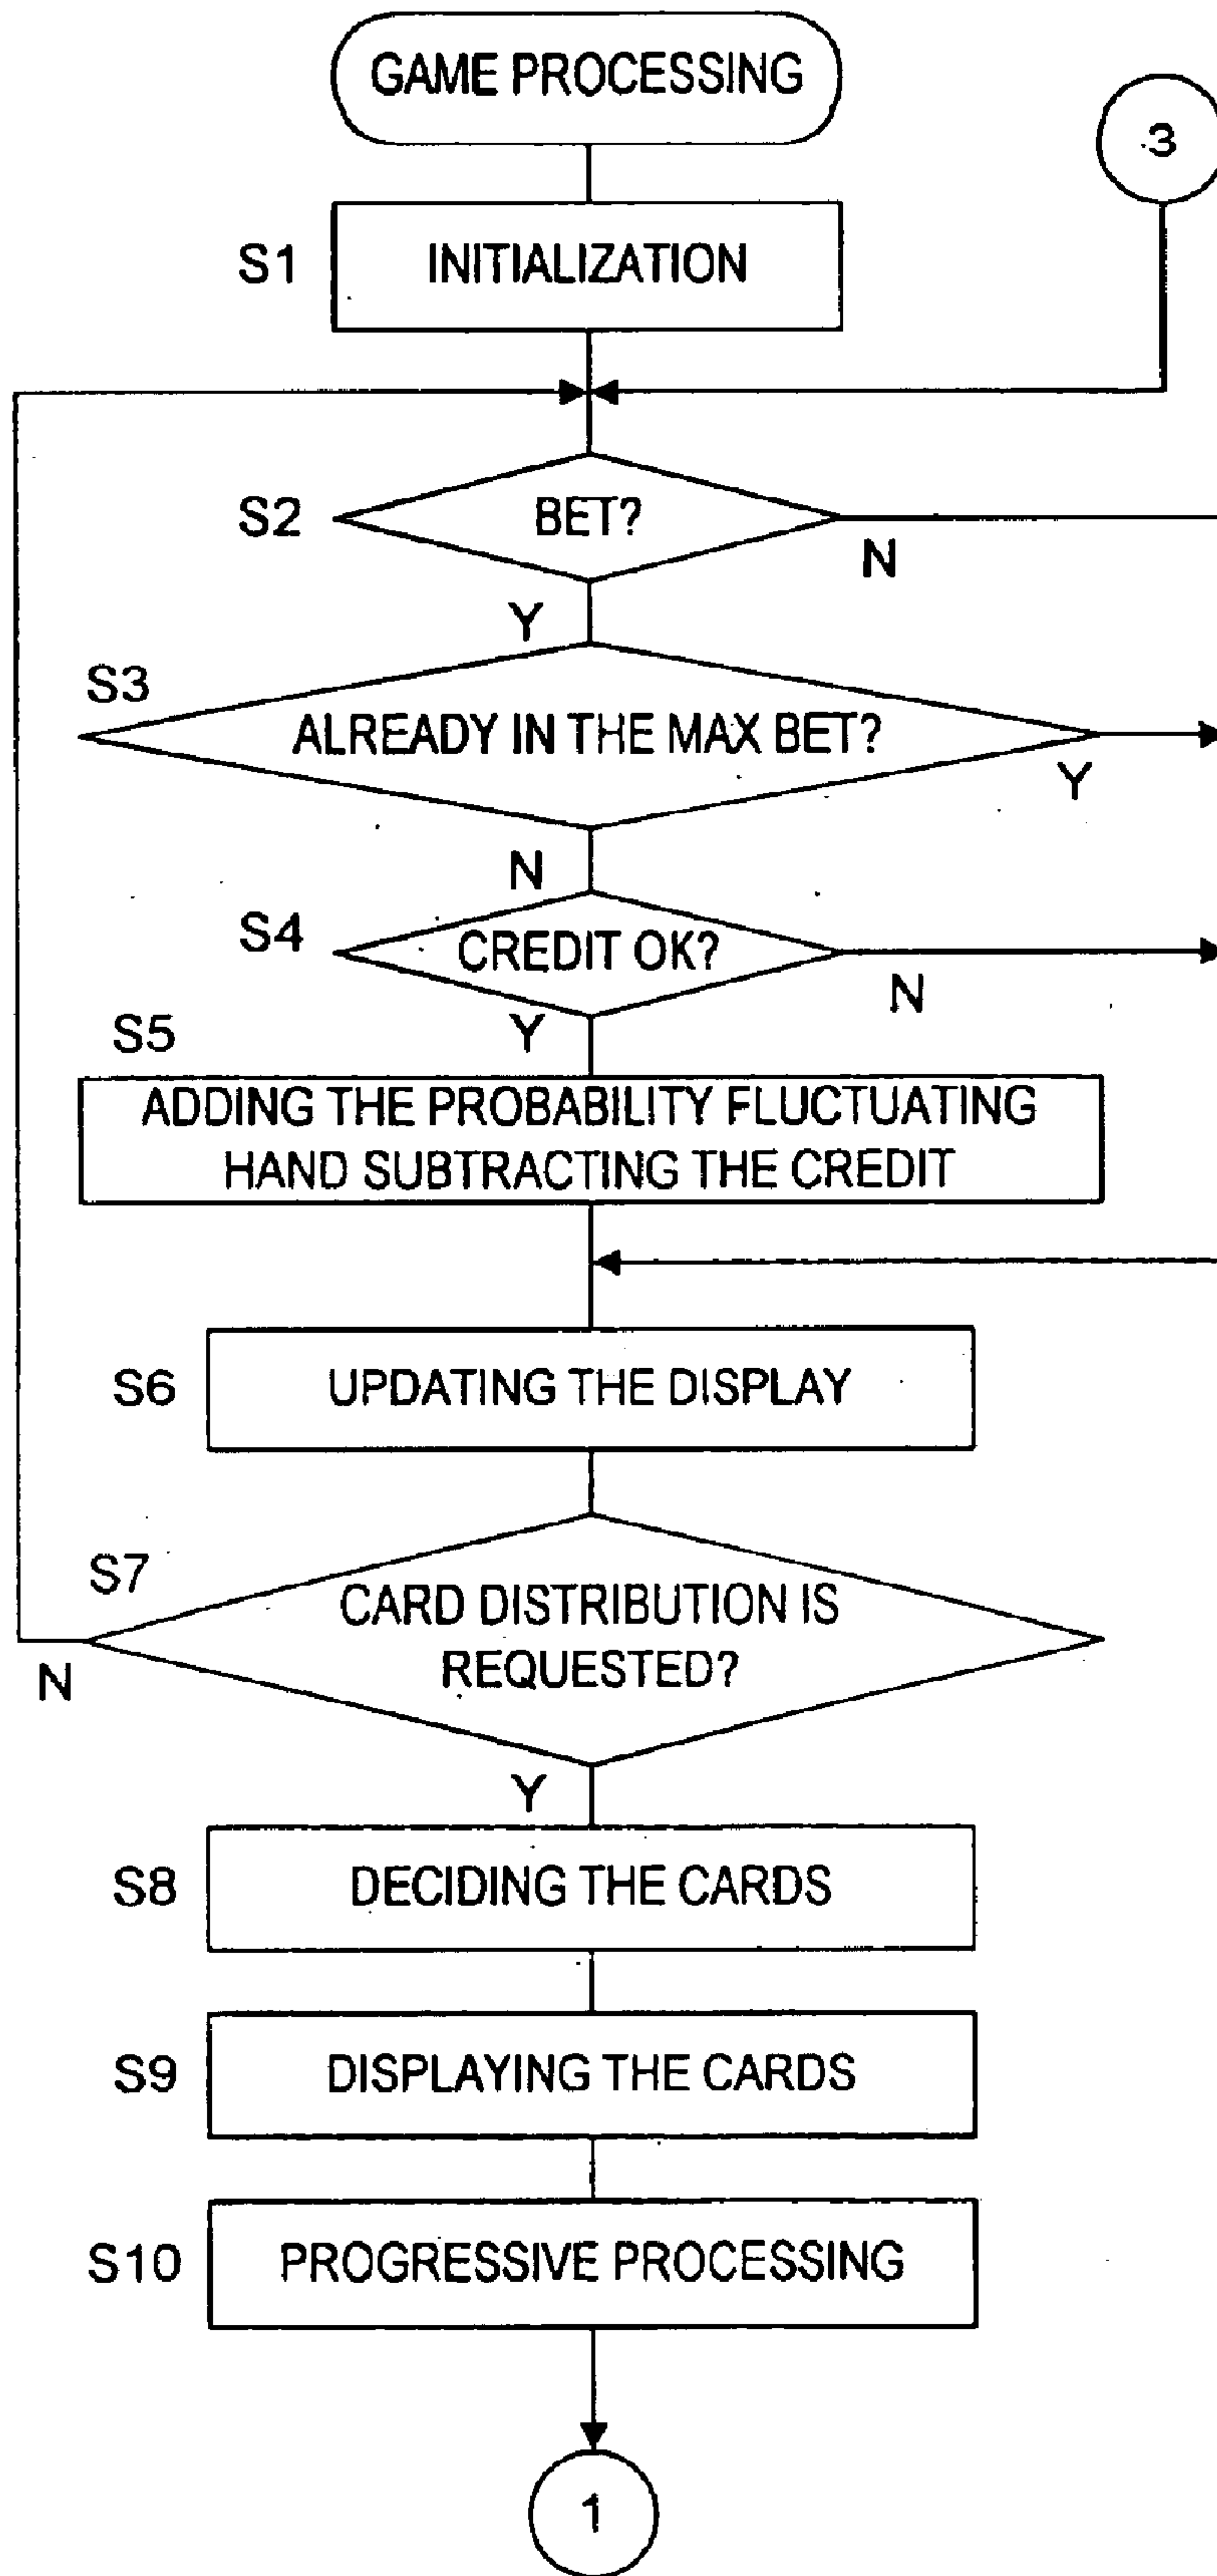 GAME PROCESSING
3
S1
INITIALIZATION
S2
BET?
N
Y
S3
ALREADY IN THE MAX BET?
Y
N
S4
CREDIT OK?
N
Y
S5
ADDING THE PROBABILITY FLUCTUATING
HAND SUBTRACTING THE CREDIT
S6
UPDATING THE DISPLAY
S7
CARD DISTRIBUTION IS
REQUESTED?
N
Y
S8
DECIDING THE CARDS
S9
DISPLAYING THE CARDS
S10
PROGRESSIVE PROCESSING
1